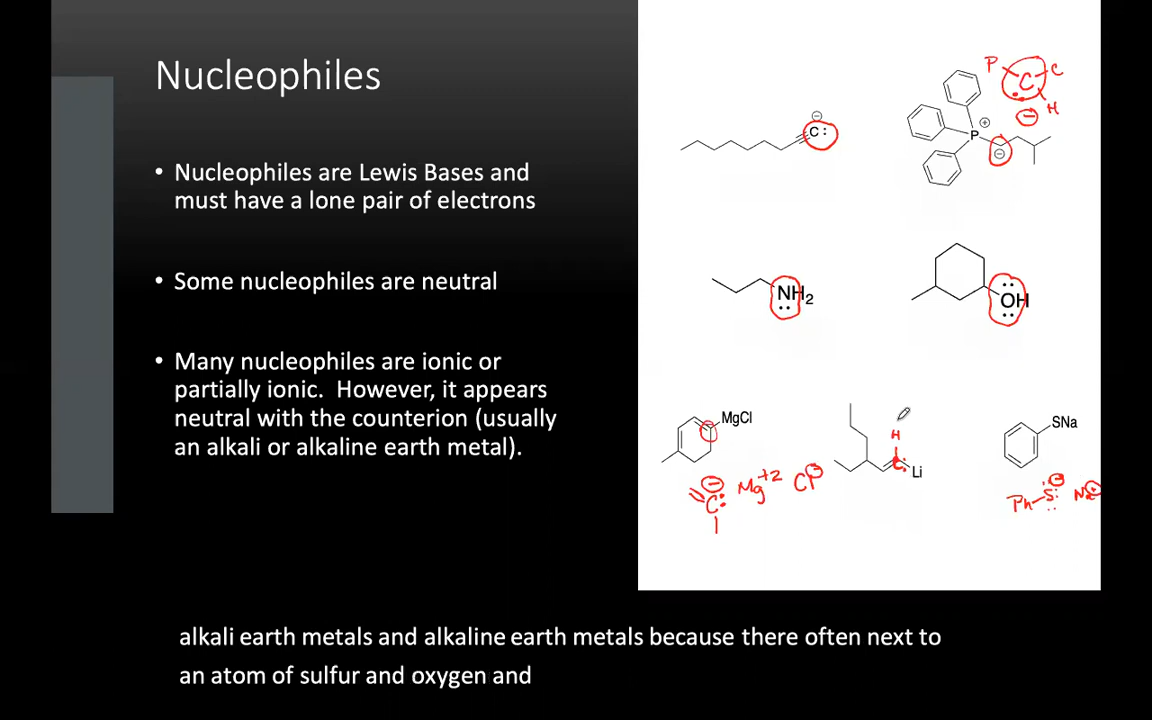 Nucleophiles
• Nucleophiles are Lewis Bases and
must have a lone pair of electrons
• Some nucleophiles are neutral
• Many nucleophiles are ionic or
partially ionic. However, it appears
neutral with the counterion (usually
an alkali or alkaline earth metal).
P C
C
H
⊖
⊖
C:
P ⊕
⊖
NH₂
OH
MgCl
H
C
Li
SNa
⊖
C Mg+2 Cl⊖
Ph-S ⊖ Na⊕
alkali earth metals and alkaline earth metals because there often next to
an atom of sulfur and oxygen and